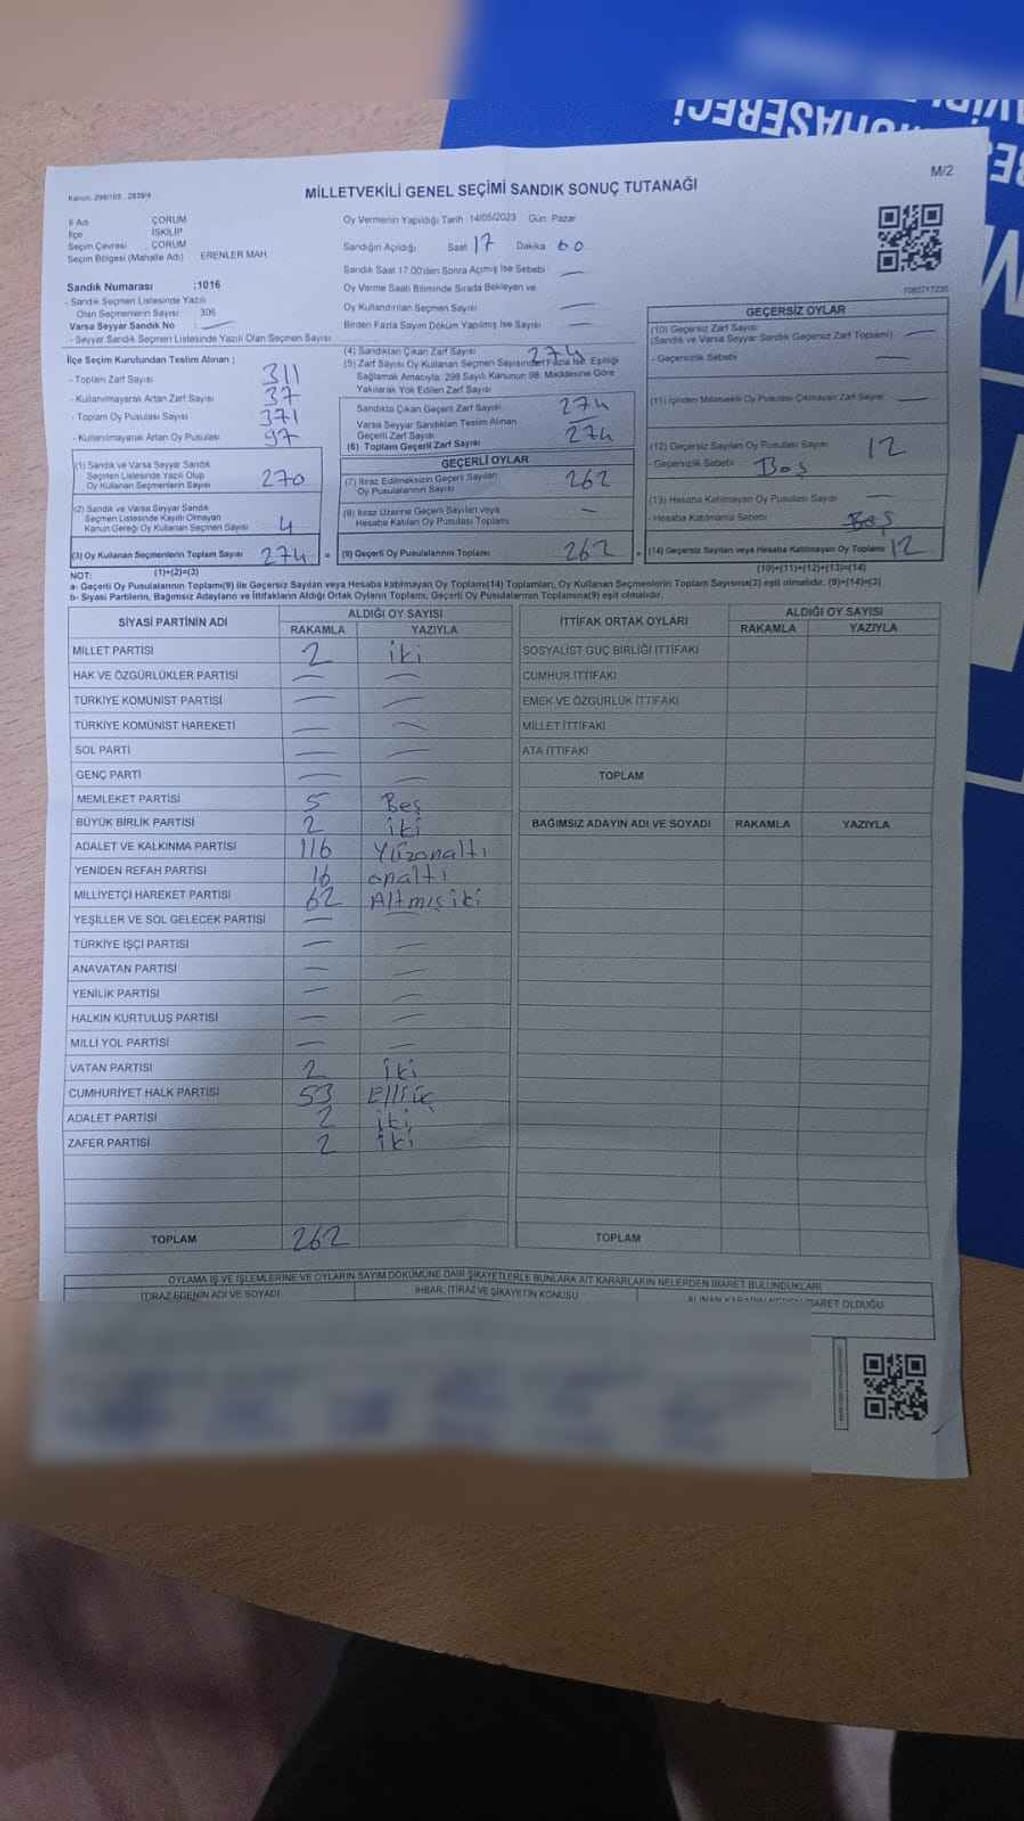 MUHASEBECİ
M/2
Kanun: 298/105 , 2839/4
MİLLETVEKİLİ GENEL SEÇİMİ SANDIK SONUÇ TUTANAĞI
İl Adı ÇORUM
İlçe İSKİLİP
Seçim Çevresi : ÇORUM
Seçim Bölgesi (Mahalle Adı) ERENLER MAH
Oy Vermenin Yapıldığı Tarih 14/05/2023 Gün Pazar
Sandığın Açıldığı Saat 17 Dakika 60
Sandık Saat 17.00'den Sonra Açılmış İse Sebebi —
Oy Verme Saati Bitiminde Sırada Bekleyen ve
Oy Kullandırılan Seçmen Sayısı —
Birden Fazla Sayım Döküm Yapılmış İse Sayısı —
Sandık Numarası :1016
- Sandık Seçmen Listesinde Yazılı
Olan Seçmenlerin Sayısı 306
Varsa Seyyar Sandık No —
- Seyyar Sandık Seçmen Listesinde Yazılı Olan Seçmen Sayısı
İlçe Seçim Kurulundan Teslim Alınan ;
- Toplam Zarf Sayısı 311
- Kullanılmayarak Artan Zarf Sayısı 37
- Toplam Oy Pusulası Sayısı 371
- Kullanılmayarak Artan Oy Pusulası 97
(1) Sandık ve Varsa Seyyar Sandık
Seçmen Listesinde Yazılı Olup
Oy Kullanan Seçmenlerin Sayısı 270
(2) Sandık ve Varsa Seyyar Sandık
Seçmen Listesinde Kayıtlı Olmayan
Kanun Gereği Oy Kullanan Seçmen Sayısı 4
(3) Oy Kullanan Seçmenlerin Toplam Sayısı 274
(1)+(2)=(3)
(4) Sandıktan Çıkan Zarf Sayısı 274
(5) Zarf Sayısı Oy Kullanan Seçmen Sayısından Fazla İse, Eşitliği
Sağlamak Amacıyla, 298 Sayılı Kanunun 98. Maddesine Göre
Yakılarak Yok Edilen Zarf Sayısı
Sandıkta Çıkan Geçerli Zarf Sayısı 274
Varsa Seyyar Sandıktan Teslim Alınan
Geçerli Zarf Sayısı
(6) Toplam Geçerli Zarf Sayısı 274
GEÇERLİ OYLAR
(7) İtiraz Edilmeksizin Geçerli Sayılan
Oy Pusulalarının Sayısı 262
(8) İtiraz Üzerine Geçerli Sayılan veya
Hesaba Katılan Oy Pusulası Toplamı —
= (9) Geçerli Oy Pusulalarının Toplamı 262
GEÇERSİZ OYLAR
(10) Geçersiz Zarf Sayısı
(Sandık ve Varsa Seyyar Sandık Geçersiz Zarf Toplamı) —
- Geçersizlik Sebebi —
(11) İçinden Milletvekili Oy Pusulası Çıkmayan Zarf Sayısı —
(12) Geçersiz Sayılan Oy Pusulası Sayısı 12
- Geçersizlik Sebebi Boş
(13) Hesaba Katılmayan Oy Pusulası Sayısı —
- Hesaba Katılmama Sebebi Boş
+ (14) Geçersiz Sayılan veya Hesaba Katılmayan Oy Toplamı 12
(10)+(11)+(12)+(13)=(14)
NOT:
a- Geçerli Oy Pusulalarının Toplamı(9) ile Geçersiz Sayılan veya Hesaba katılmayan Oy Toplamı(14) Toplamları, Oy Kullanan Seçmenlerin Toplam Sayısına(3) eşit olmalıdır. (9)+(14)=(3)
b- Siyasi Partilerin, Bağımsız Adayların ve İttifakların Aldığı Ortak Oyların Toplamı, Geçerli Oy Pusulalarının Toplamına(9) eşit olmalıdır.
SİYASİ PARTİNİN ADI ALDIĞI OY SAYISI
RAKAMLA YAZIYLA
MİLLET PARTİSİ 2 iki
HAK VE ÖZGÜRLÜKLER PARTİSİ — —
TÜRKİYE KOMÜNİST PARTİSİ — —
TÜRKİYE KOMÜNİST HAREKETİ — —
SOL PARTİ — —
GENÇ PARTİ — —
MEMLEKET PARTİSİ 5 Beş
BÜYÜK BİRLİK PARTİSİ 2 iki
ADALET VE KALKINMA PARTİSİ 116 Yüzonaltı
YENİDEN REFAH PARTİSİ 16 onaltı
MİLLİYETÇİ HAREKET PARTİSİ 62 Altmış iki
YEŞİLLER VE SOL GELECEK PARTİSİ —
TÜRKİYE İŞÇİ PARTİSİ — —
ANAVATAN PARTİSİ — —
YENİLİK PARTİSİ — —
HALKIN KURTULUŞ PARTİSİ — —
MİLLİ YOL PARTİSİ — —
VATAN PARTİSİ 2 iki
CUMHURİYET HALK PARTİSİ 53 Elliüç
ADALET PARTİSİ 2 iki
ZAFER PARTİSİ 2 iki
TOPLAM 262
İTTİFAK ORTAK OYLARI ALDIĞI OY SAYISI
RAKAMLA YAZIYLA
SOSYALİST GÜÇ BİRLİĞİ İTTİFAKI
CUMHUR İTTİFAKI
EMEK VE ÖZGÜRLÜK İTTİFAKI
MİLLET İTTİFAKI
ATA İTTİFAKI
TOPLAM
BAĞIMSIZ ADAYIN ADI VE SOYADI RAKAMLA YAZIYLA
TOPLAM
OYLAMA İŞ VE İŞLEMLERİNE VE OYLARIN SAYIM DÖKÜMÜNE DAİR ŞİKAYETLERLE BUNLARA AİT KARARLARIN NELERDEN İBARET BULUNDUKLARI
İTİRAZ EDENİN ADI VE SOYADI İHBAR, İTİRAZ VE ŞİKAYETİN KONUSU ALINAN KARARIN NEDEN İBARET OLDUĞU